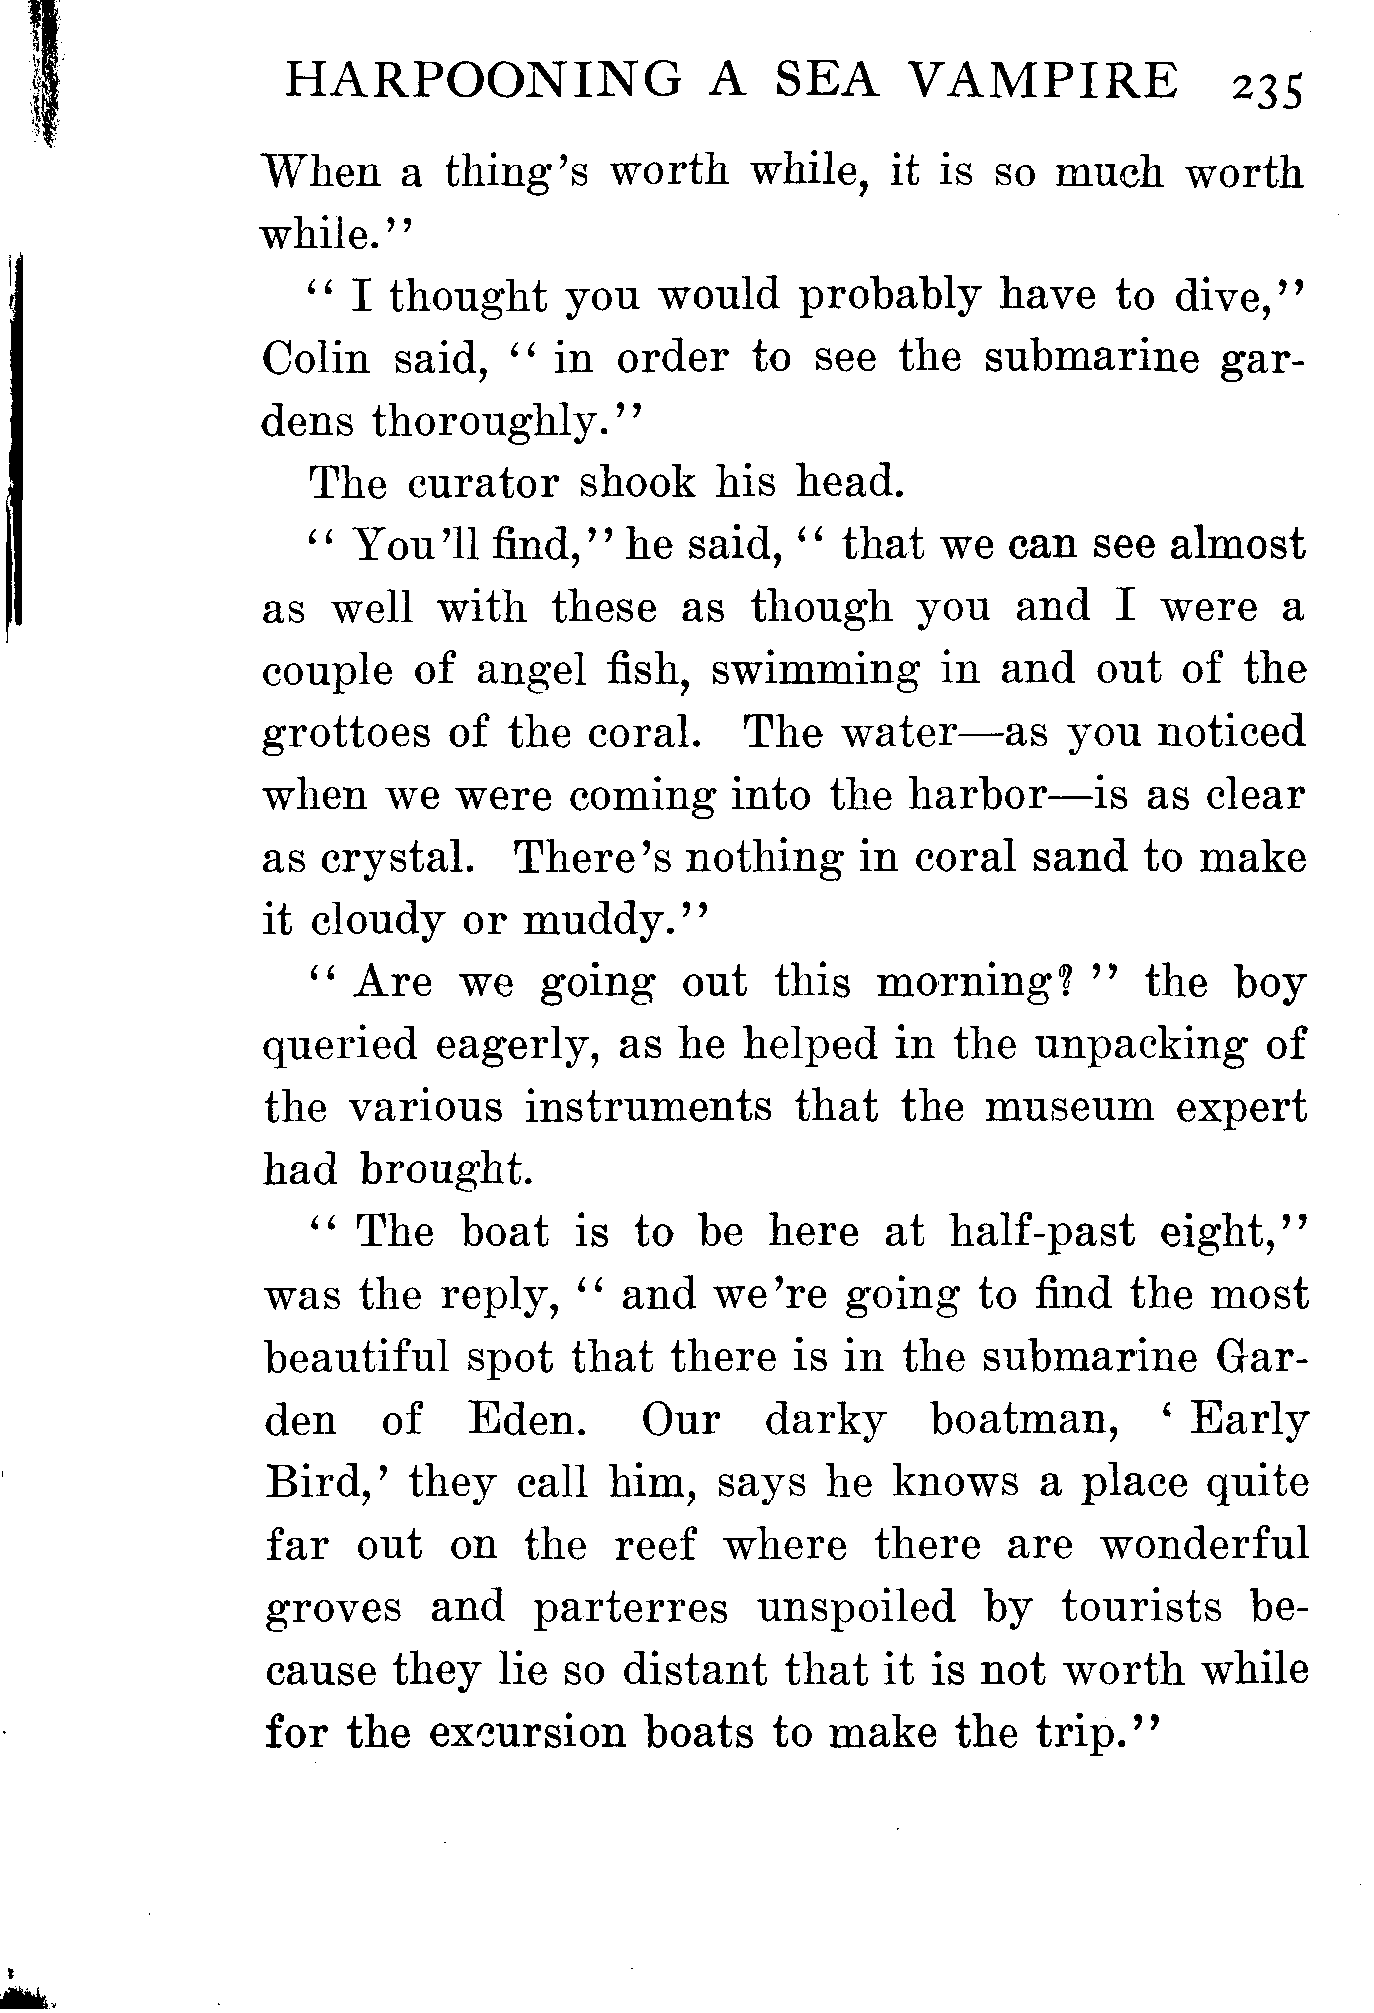 HARPOONING A SEA VAMPIRE 235
When a thing's worth while, it is so much worth
while."
" I thought you would probably have to dive,"
Colin said, " in order to see the submarine gar-
dens thoroughly."
The curator shook his head.
" You'll find," he said, " that we can see almost
as well with these as though you and I were a
couple of angel fish, swimming in and out of the
grottoes of the coral. The water—as you noticed
when we were coming into the harbor—is as clear
as crystal. There's nothing in coral sand to make
it cloudy or muddy."
" Are we going out this morning? " the boy
queried eagerly, as he helped in the unpacking of
the various instruments that the museum expert
had brought.
" The boat is to be here at half-past eight,"
was the reply, " and we're going to find the most
beautiful spot that there is in the submarine Gar-
den of Eden. Our darky boatman, ' Early
Bird,' they call him, says he knows a place quite
far out on the reef where there are wonderful
groves and parterres unspoiled by tourists be-
cause they lie so distant that it is not worth while
for the excursion boats to make the trip."